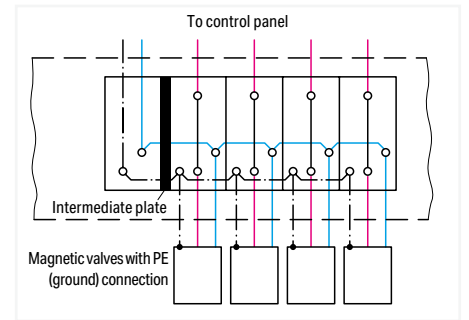 To control panel
Intermediate plate
Magnetic valves with PE
(ground) connection